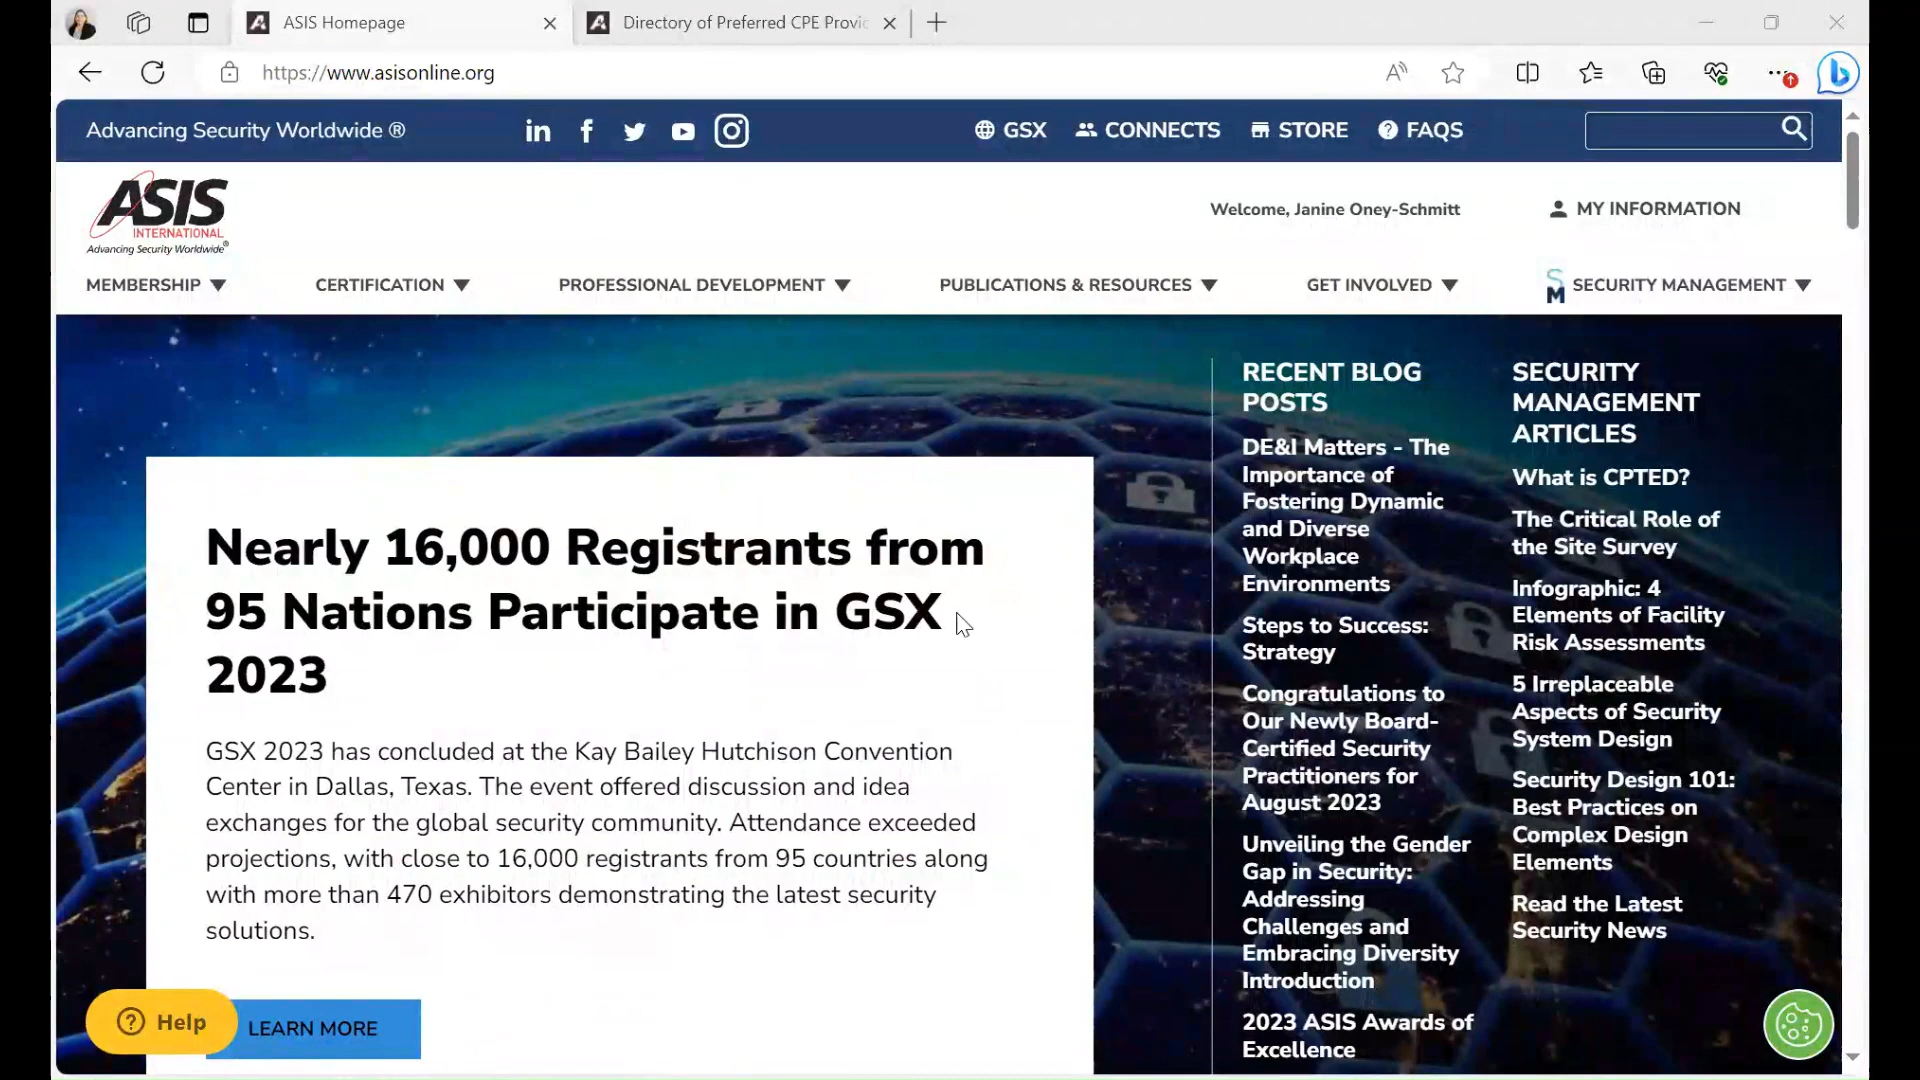 ASIS Homepage
Directory of Preferred CPE Provi
https://www.asisonline.org
Advancing Security Worldwide ®
GSX
CONNECTS
STORE
FAQS
ASIS
INTERNATIONAL
Advancing Security Worldwide®
Welcome, Janine Oney-Schmitt
MY INFORMATION
MEMBERSHIP
CERTIFICATION
PROFESSIONAL DEVELOPMENT
PUBLICATIONS & RESOURCES
GET INVOLVED
SM
SECURITY MANAGEMENT
Nearly 16,000 Registrants from
95 Nations Participate in GSX
2023
GSX 2023 has concluded at the Kay Bailey Hutchison Convention
Center in Dallas, Texas. The event offered discussion and idea
exchanges for the global security community. Attendance exceeded
projections, with close to 16,000 registrants from 95 countries along
with more than 470 exhibitors demonstrating the latest security
solutions.
LEARN MORE
Help
RECENT BLOG
POSTS
DE&I Matters - The
Importance of
Fostering Dynamic
and Diverse
Workplace
Environments
Steps to Success:
Strategy
Congratulations to
Our Newly Board-
Certified Security
Practitioners for
August 2023
Unveiling the Gender
Gap in Security:
Addressing
Challenges and
Embracing Diversity
Introduction
2023 ASIS Awards of
Excellence
SECURITY
MANAGEMENT
ARTICLES
What is CPTED?
The Critical Role of
the Site Survey
Infographic: 4
Elements of Facility
Risk Assessments
5 Irreplaceable
Aspects of Security
System Design
Security Design 101:
Best Practices on
Complex Design
Elements
Read the Latest
Security News